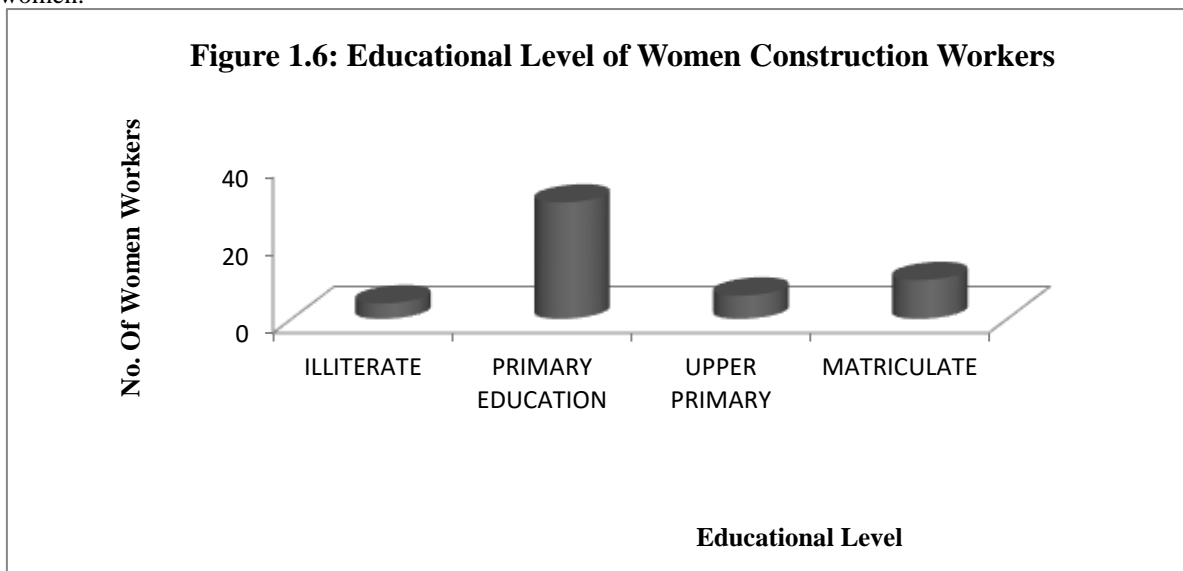 women.
Figure 1.6: Educational Level of Women Construction Workers
No. Of Women Workers
40
20
0
ILLITERATE
PRIMARY
EDUCATION
UPPER
PRIMARY
MATRICULATE
Educational Level